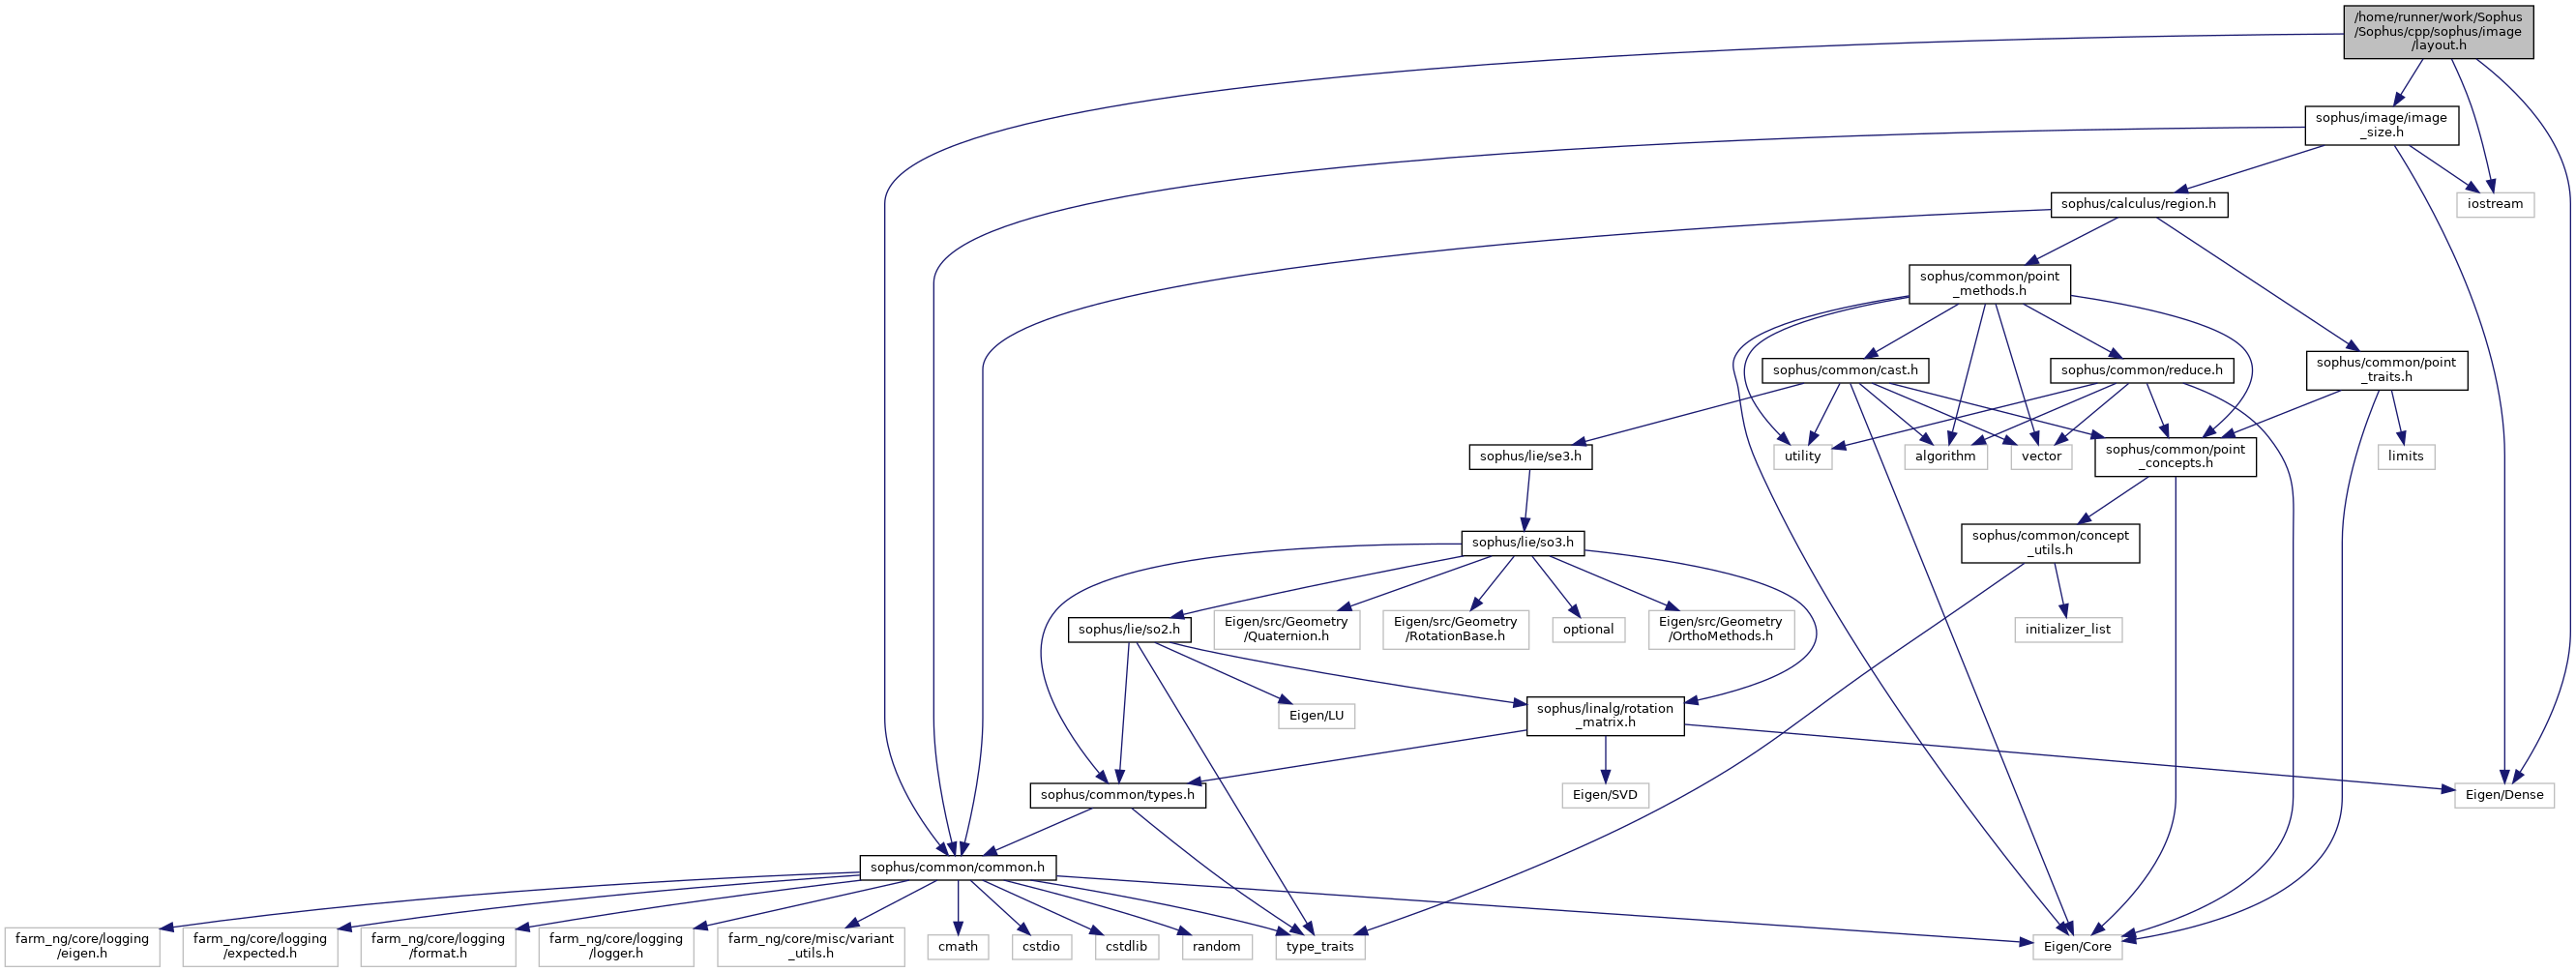 /home/runner/work/Sophus
/Sophus/cpp/sophus/image
/layout.h
sophus/image/image
_size.h
sophus/calculus/region.h
iostream
sophus/common/point
_methods.h
sophus/common/cast.h
sophus/common/reduce.h
sophus/common/point
_traits.h
sophus/lie/se3.h
utility
algorithm
vector
sophus/common/point
_concepts.h
limits
sophus/lie/so3.h
sophus/common/concept
_utils.h
sophus/lie/so2.h
Eigen/src/Geometry
/Quaternion.h
Eigen/src/Geometry
/RotationBase.h
optional
Eigen/src/Geometry
/OrthoMethods.h
initializer_list
Eigen/LU
sophus/linalg/rotation
_matrix.h
sophus/common/types.h
Eigen/SVD
Eigen/Dense
sophus/common/common.h
farm_ng/core/logging
/eigen.h
farm_ng/core/logging
/expected.h
farm_ng/core/logging
/format.h
farm_ng/core/logging
/logger.h
farm_ng/core/misc/variant
_utils.h
cmath
cstdio
cstdlib
random
type_traits
Eigen/Core